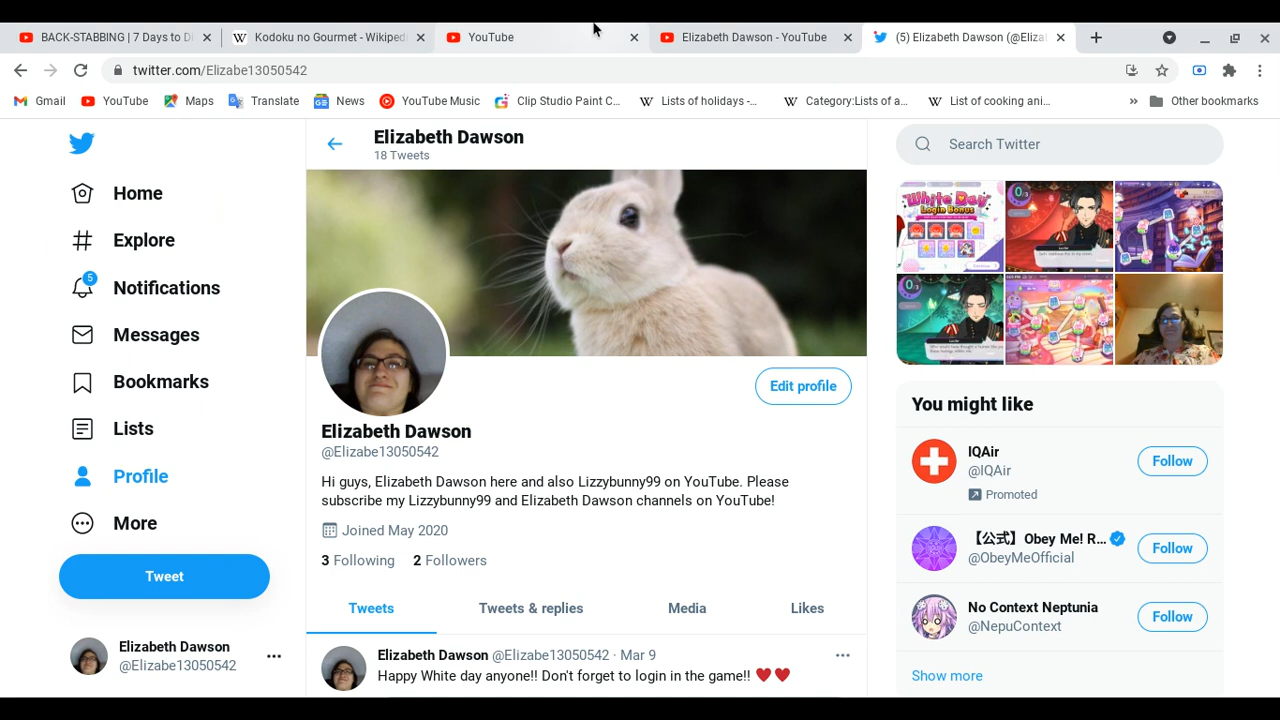 BACK-STABBING | 7 Days to Di
Kodoku no Gourmet - Wikiped
YouTube
Elizabeth Dawson - YouTube
(5) Elizabeth Dawson (@Eliza
twitter.com/Elizabe13050542
Gmail
YouTube
Maps
Translate
News
YouTube Music
Clip Studio Paint C...
Lists of holidays -...
Category:Lists of a...
List of cooking ani...
»
Other bookmarks
Elizabeth Dawson
18 Tweets
Search Twitter
Home
Explore
5
Notifications
Messages
Bookmarks
Lists
Profile
More
Tweet
Elizabeth Dawson
@Elizabe13050542
Edit profile
Elizabeth Dawson
@Elizabe13050542
Hi guys, Elizabeth Dawson here and also Lizzybunny99 on YouTube. Please
subscribe my Lizzybunny99 and Elizabeth Dawson channels on YouTube!
Joined May 2020
3 Following 2 Followers
Tweets
Tweets & replies
Media
Likes
Elizabeth Dawson @Elizabe13050542 · Mar 9
Happy White day anyone!! Don't forget to login in the game!! ❤️❤️
White Day
Login Bonus
You might like
IQAir
@IQAir
Promoted
Follow
【公式】Obey Me! R...
@ObeyMeOfficial
Follow
No Context Neptunia
@NepuContext
Follow
Show more